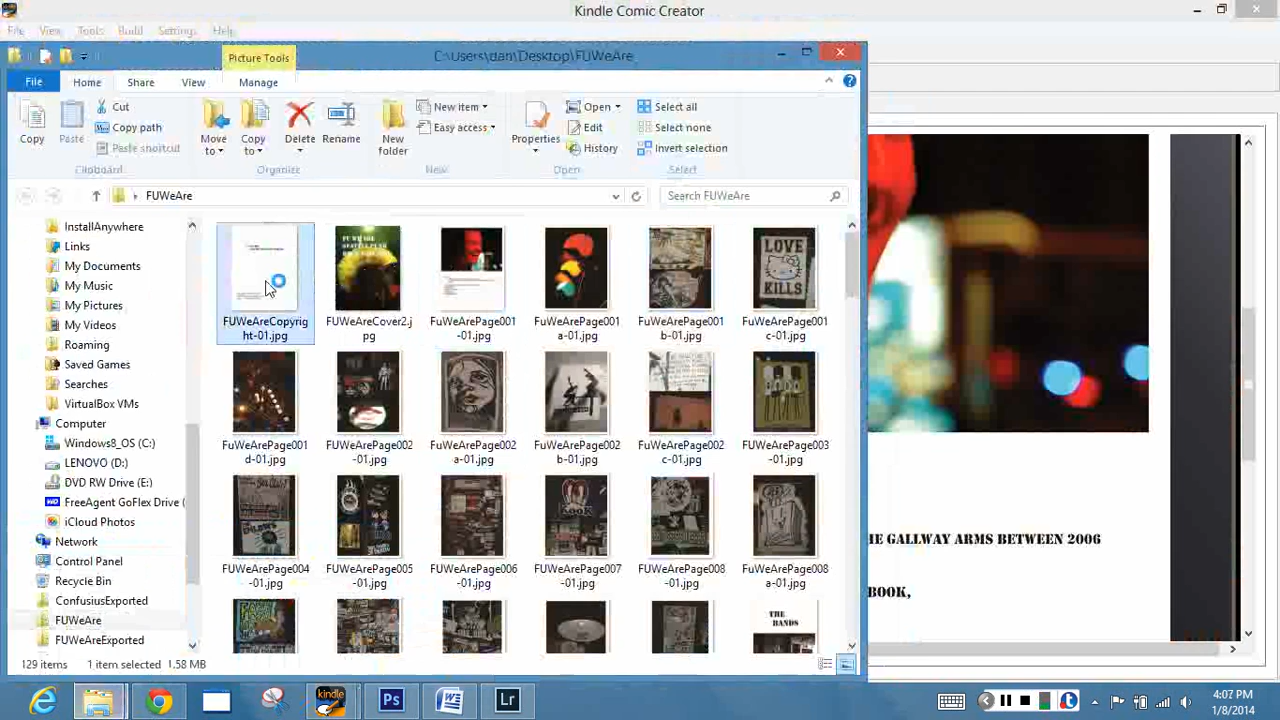 Kindle Comic Creator
File View Tools Build Settings Help
Picture Tools
C:\Users\dan\Desktop\FUWeAre
File Home Share View Manage
Copy Paste Cut Copy path Paste shortcut
Move to Copy to Delete Rename
New folder New item Easy access
Properties Open Edit History
Select all Select none Invert selection
Clipboard Organize New Open Select
FUWeAre
Search FUWeAre
InstallAnywhere
Links
My Documents
My Music
My Pictures
My Videos
Roaming
Saved Games
Searches
VirtualBox VMs
Computer
Windows8_OS (C:)
LENOVO (D:)
DVD RW Drive (E:)
FreeAgent GoFlex Drive (
iCloud Photos
Network
Control Panel
Recycle Bin
ConfusiusExported
FUWeAre
FUWeAreExported
LOVE
KILLS
FUWeAreCopyright-01.jpg
FUWeAreCover2.jpg
FuWeArePage001-01.jpg
FUWeArePage001a-01.jpg
FuWeArePage001b-01.jpg
FUWeArePage001c-01.jpg
FuWeArePage001d-01.jpg
FUWeArePage002-01.jpg
FUWeArePage002a-01.jpg
FUWeArePage002b-01.jpg
FuWeArePage002c-01.jpg
FUWeArePage003-01.jpg
KOOK
FUWeArePage004-01.jpg
FUWeArePage005-01.jpg
FUWeArePage006-01.jpg
FUWeArePage007-01.jpg
FUWeArePage008-01.jpg
FUWeArePage008a-01.jpg
THE
BANDS
HE GALLWAY ARMS BETWEEN 2006
BOOK,
129 items 1 item selected 1.58 MB
kindle Ps W Lr
4:07 PM
1/8/2014